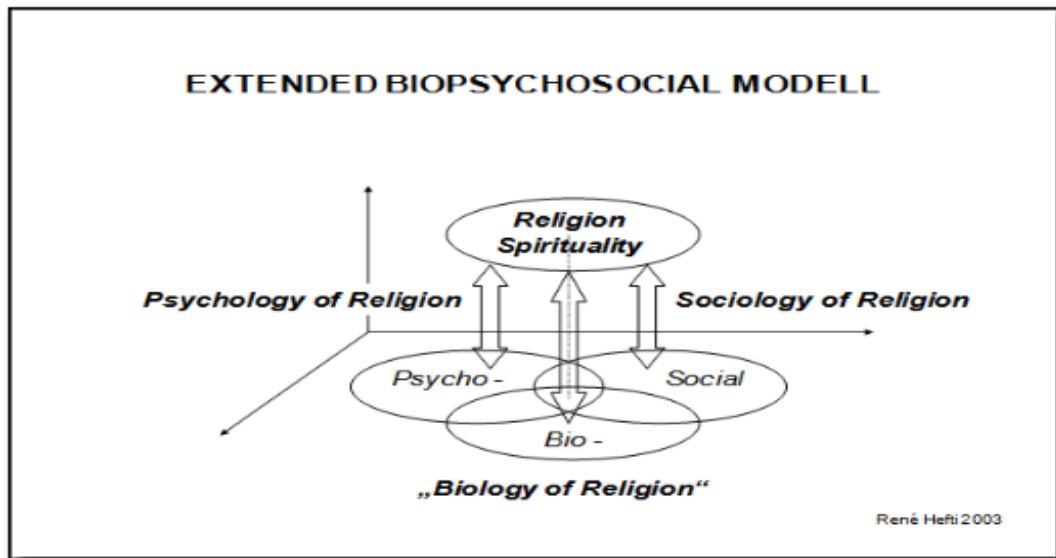 EXTENDED BIOPSYCHOSOCIAL MODELL
Religion
Spirituality
Psychology of Religion
Sociology of Religion
Psycho -
Social
Bio -
„Biology of Religion“
René Hefti 2003